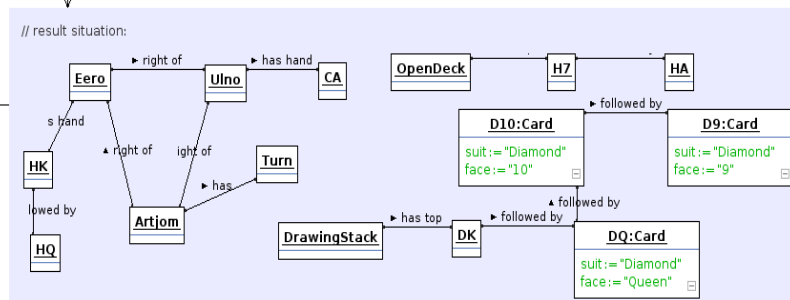 // result situation:
Eero
▶ right of
Ulno
▶ has hand
CA
OpenDeck
H7
HA
s hand
▲ right of
ight of
Turn
▶ has
HK
lowed by
HQ
Artjom
▶ followed by
D10:Card
suit:="Diamond"
face:="10"
D9:Card
suit:="Diamond"
face:="9"
▲ followed by
DrawingStack
▶ has top
DK
▶ followed by
DQ:Card
suit:="Diamond"
face:="Queen"